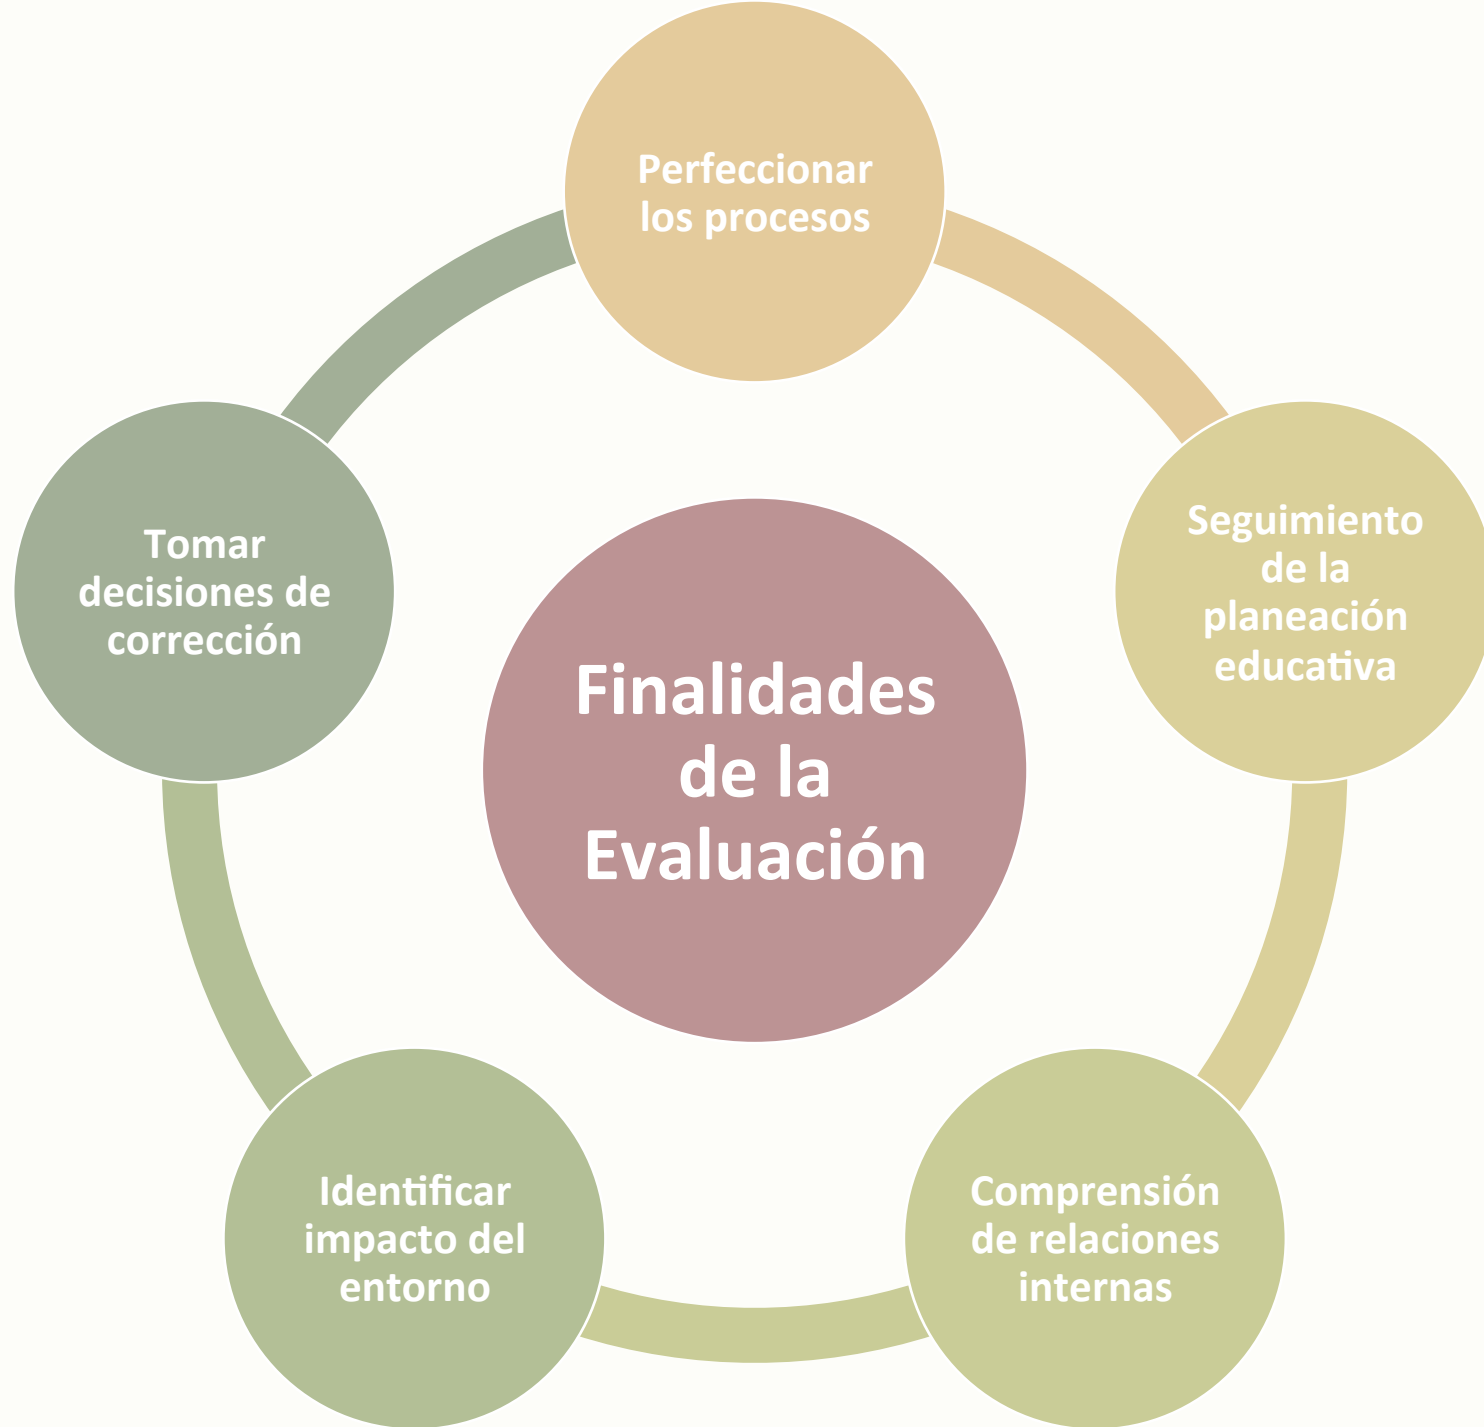 Perfeccionar
los procesos
Seguimiento
de la
planeación
educativa
Comprensión
de relaciones
internas
Identificar
impacto del
entorno
Tomar
decisiones de
corrección
Finalidades
de la
Evaluación